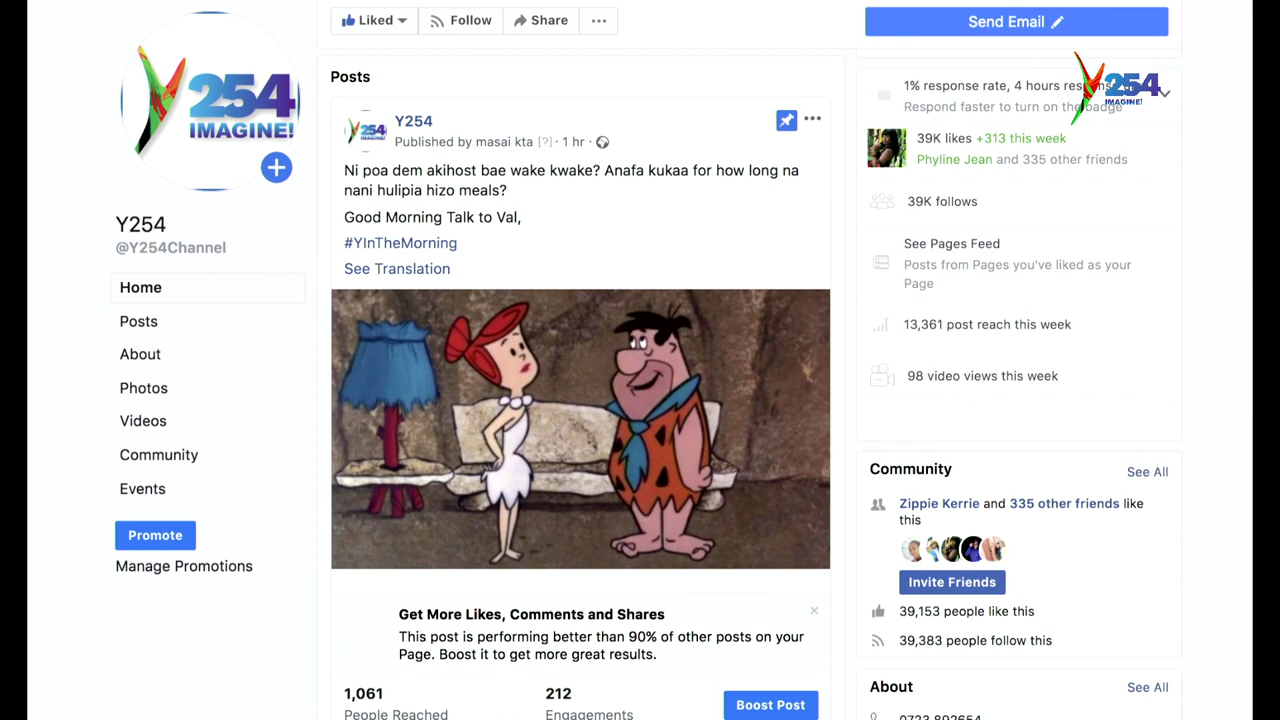 Liked
Follow
Share
Send Email
254
IMAGINE!
Y254
@Y254Channel
Home
Posts
About
Photos
Videos
Community
Events
Promote
Manage Promotions
Posts
254
Y254
Published by masai kta [?] · 1 hr ·
Ni poa dem akihost bae wake kwake? Anafa kukaa for how long na
nani hulipia hizo meals?
Good Morning Talk to Val,
#YInTheMorning
See Translation
Get More Likes, Comments and Shares
This post is performing better than 90% of other posts on your
Page. Boost it to get more great results.
1,061
People Reached
212
Engagements
Boost Post
254
IMAGINE!
1% response rate, 4 hours
Respond faster to turn on the badge
39K likes +313 this week
Phyline Jean and 335 other friends
39K follows
See Pages Feed
Posts from Pages you've liked as your
Page
13,361 post reach this week
98 video views this week
Community
See All
Zippie Kerrie and 335 other friends like
this
Invite Friends
39,153 people like this
39,383 people follow this
About
See All
0723 892654